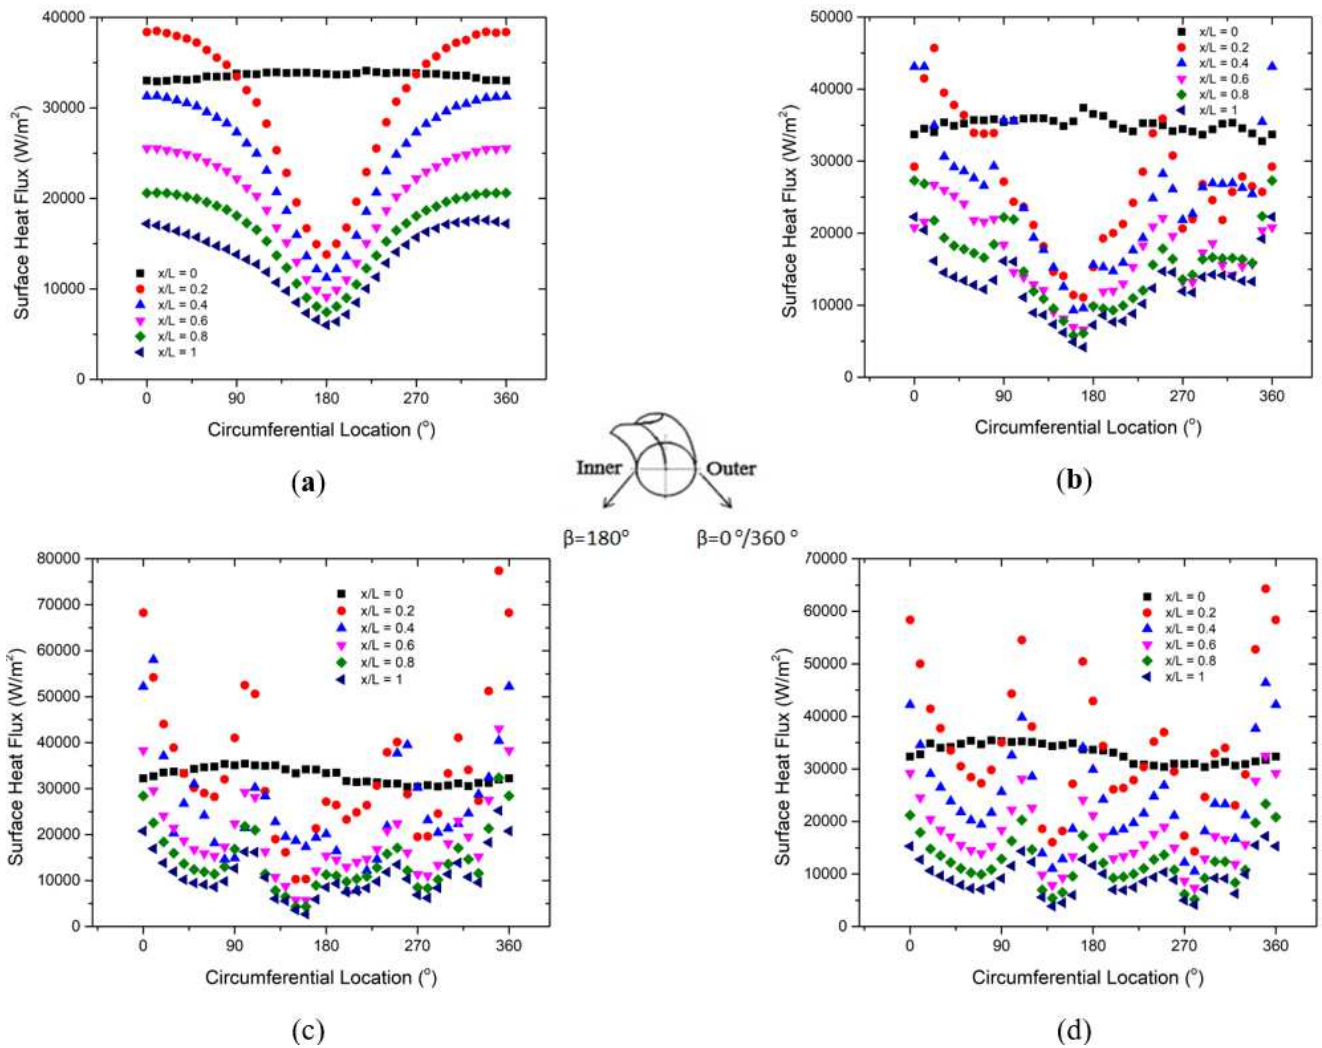 40000
30000
20000
10000
0
Surface Heat Flux (W/m²)
x/L = 0
x/L = 0.2
x/L = 0.4
x/L = 0.6
x/L = 0.8
x/L = 1
0 90 180 270 360
Circumferential Location (°)
(a)
50000
40000
30000
20000
10000
0
Surface Heat Flux (W/m²)
x/L = 0
x/L = 0.2
x/L = 0.4
x/L = 0.6
x/L = 0.8
x/L = 1
0 90 180 270 360
Circumferential Location (°)
(b)
Inner Outer
β=180° β=0°/360°
80000
70000
60000
50000
40000
30000
20000
10000
0
Surface Heat Flux (W/m²)
x/L = 0
x/L = 0.2
x/L = 0.4
x/L = 0.6
x/L = 0.8
x/L = 1
0 90 180 270 360
Circumferential Location (°)
(c)
70000
60000
50000
40000
30000
20000
10000
0
Surface Heat Flux (W/m²)
x/L = 0
x/L = 0.2
x/L = 0.4
x/L = 0.6
x/L = 0.8
x/L = 1
0 90 180 270 360
Circumferential Location (°)
(d)